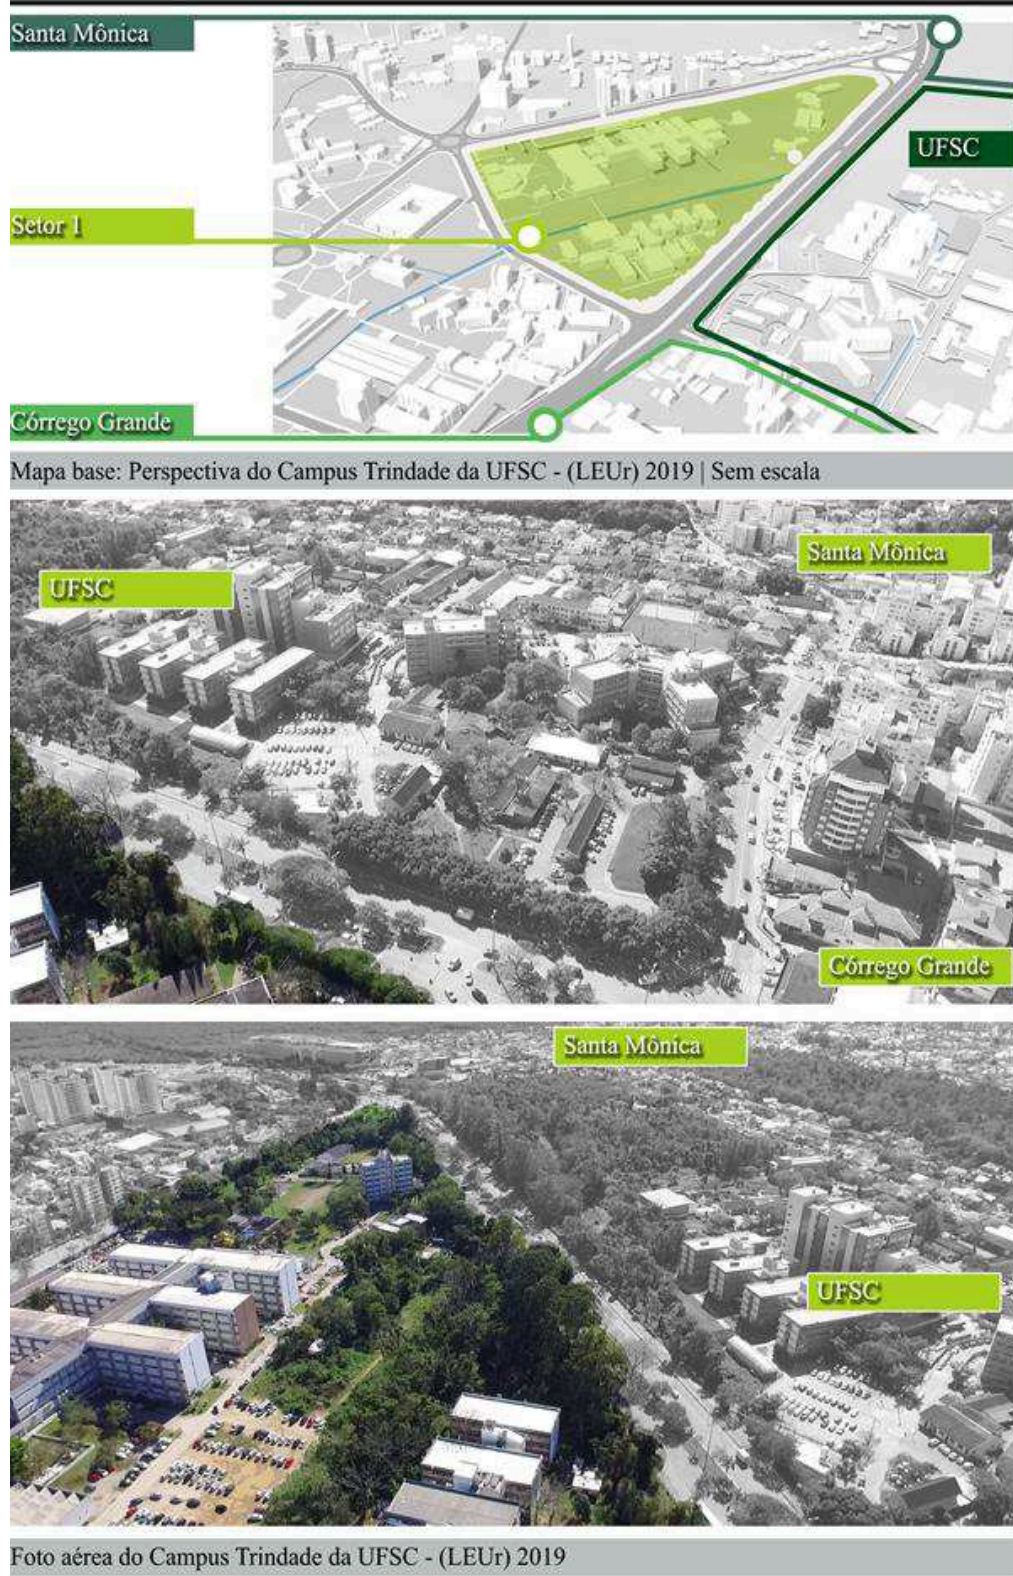 Santa Mônica
UFSC
Setor 1
Córrego Grande
Mapa base: Perspectiva do Campus Trindade da UFSC - (LEUr) 2019 | Sem escala
Santa Mônica
UFSC
Córrego Grande
Santa Mônica
UFSC
Foto aérea do Campus Trindade da UFSC - (LEUr) 2019